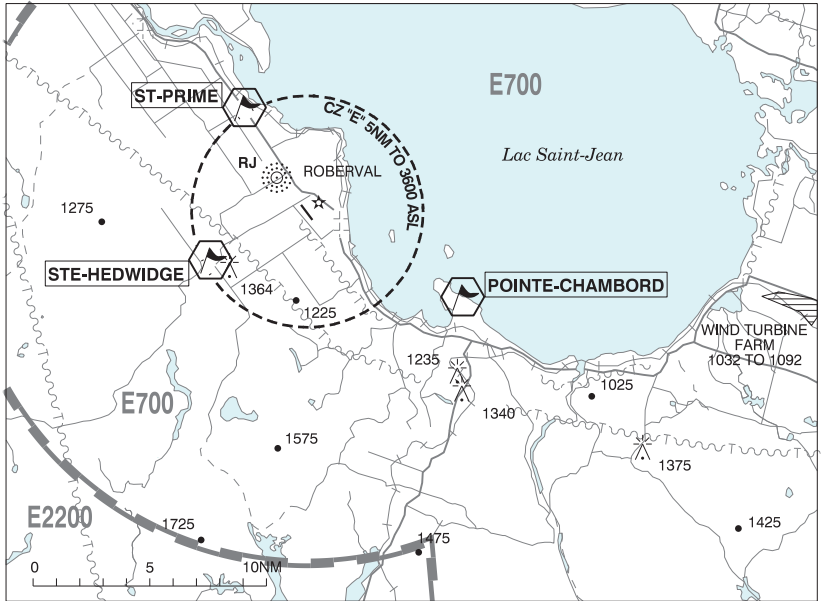 ST-PRIME
E700
CZ "E" 5NM TO 3600 ASL
Lac Saint-Jean
RJ
ROBERVAL
1275
STE-HEDWIDGE
1364
1225
POINTE-CHAMBORD
WIND TURBINE
FARM
1032 TO 1092
1235
1025
E700
1340
1575
1375
E2200
1725
1475
1425
0 5 10NM